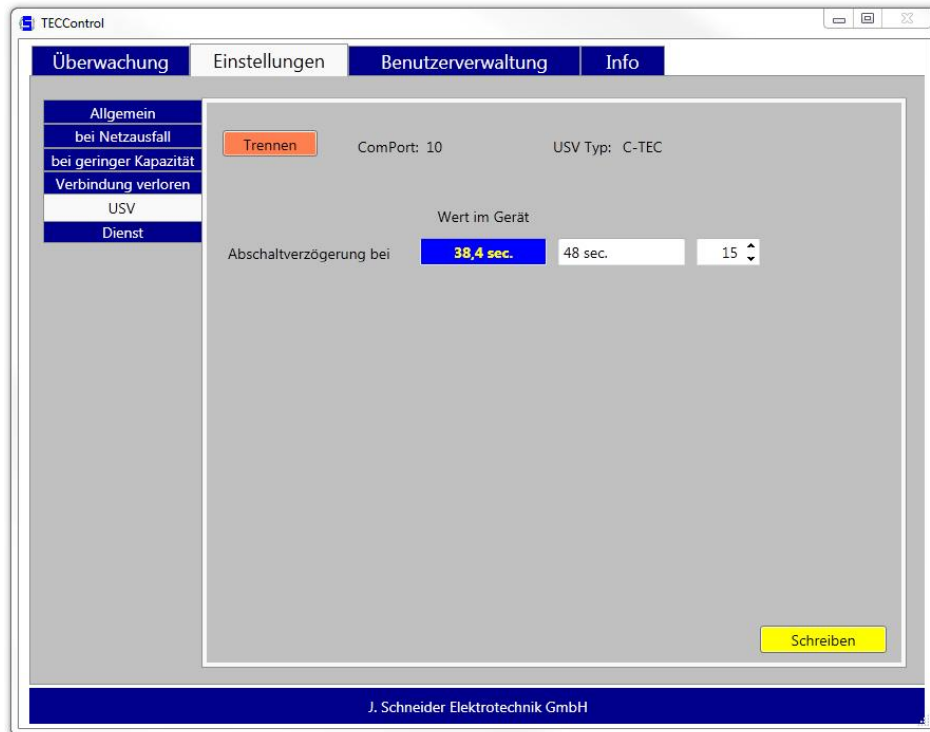 TECControl
Überwachung Einstellungen Benutzerverwaltung Info
Allgemein
bei Netzausfall
bei geringer Kapazität
Verbindung verloren
USV
Dienst
Trennen ComPort: 10 USV Typ: C-TEC
Wert im Gerät
Abschaltverzögerung bei 38,4 sec. 48 sec. 15
Schreiben
J. Schneider Elektrotechnik GmbH